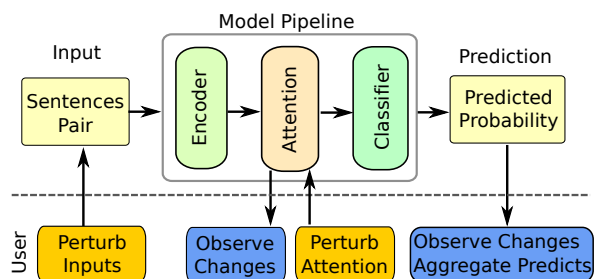 Model Pipeline
Input
Prediction
Sentences
Pair
Encoder
Attention
Classifier
Predicted
Probability
User
Perturb
Inputs
Observe
Changes
Perturb
Attention
Observe Changes
Aggregate Predicts